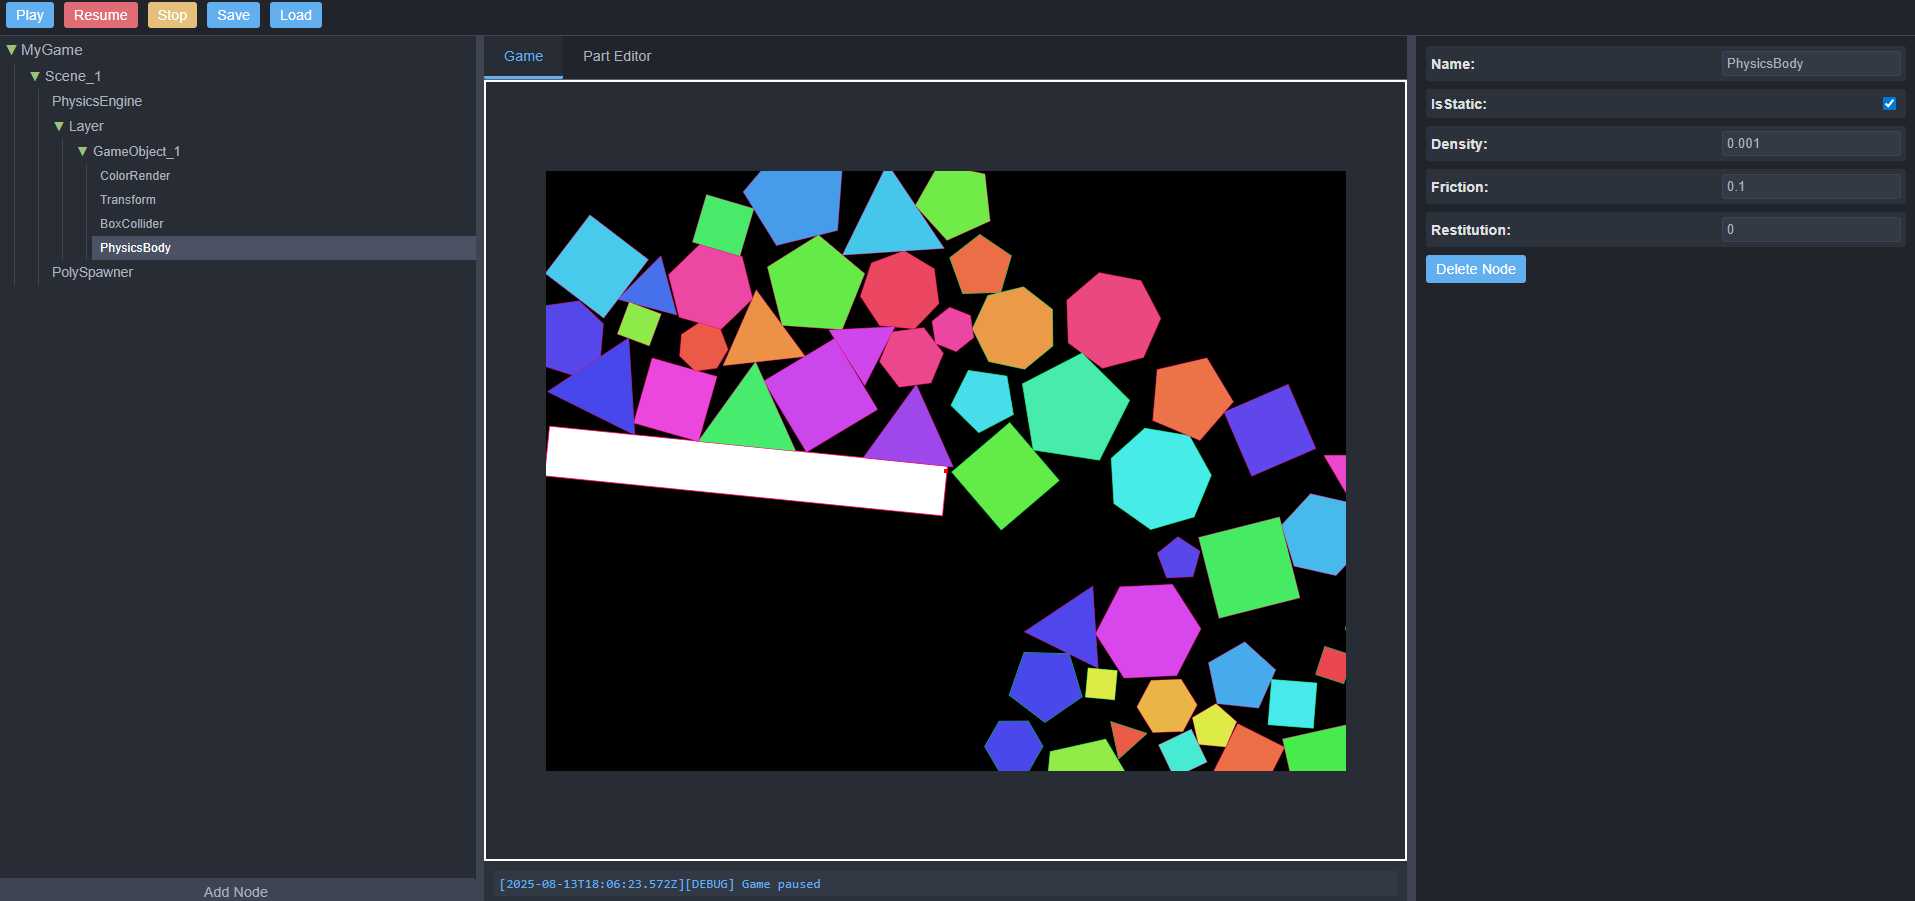 Play Resume Stop Save Load
MyGame
Scene_1
PhysicsEngine
Layer
GameObject_1
ColorRender
Transform
BoxCollider
PhysicsBody
PolySpawner
Add Node
Game Part Editor
[2025-08-13T18:06:23.572Z][DEBUG] Game paused
Name: PhysicsBody
IsStatic:
Density: 0.001
Friction: 0.1
Restitution: 0
Delete Node